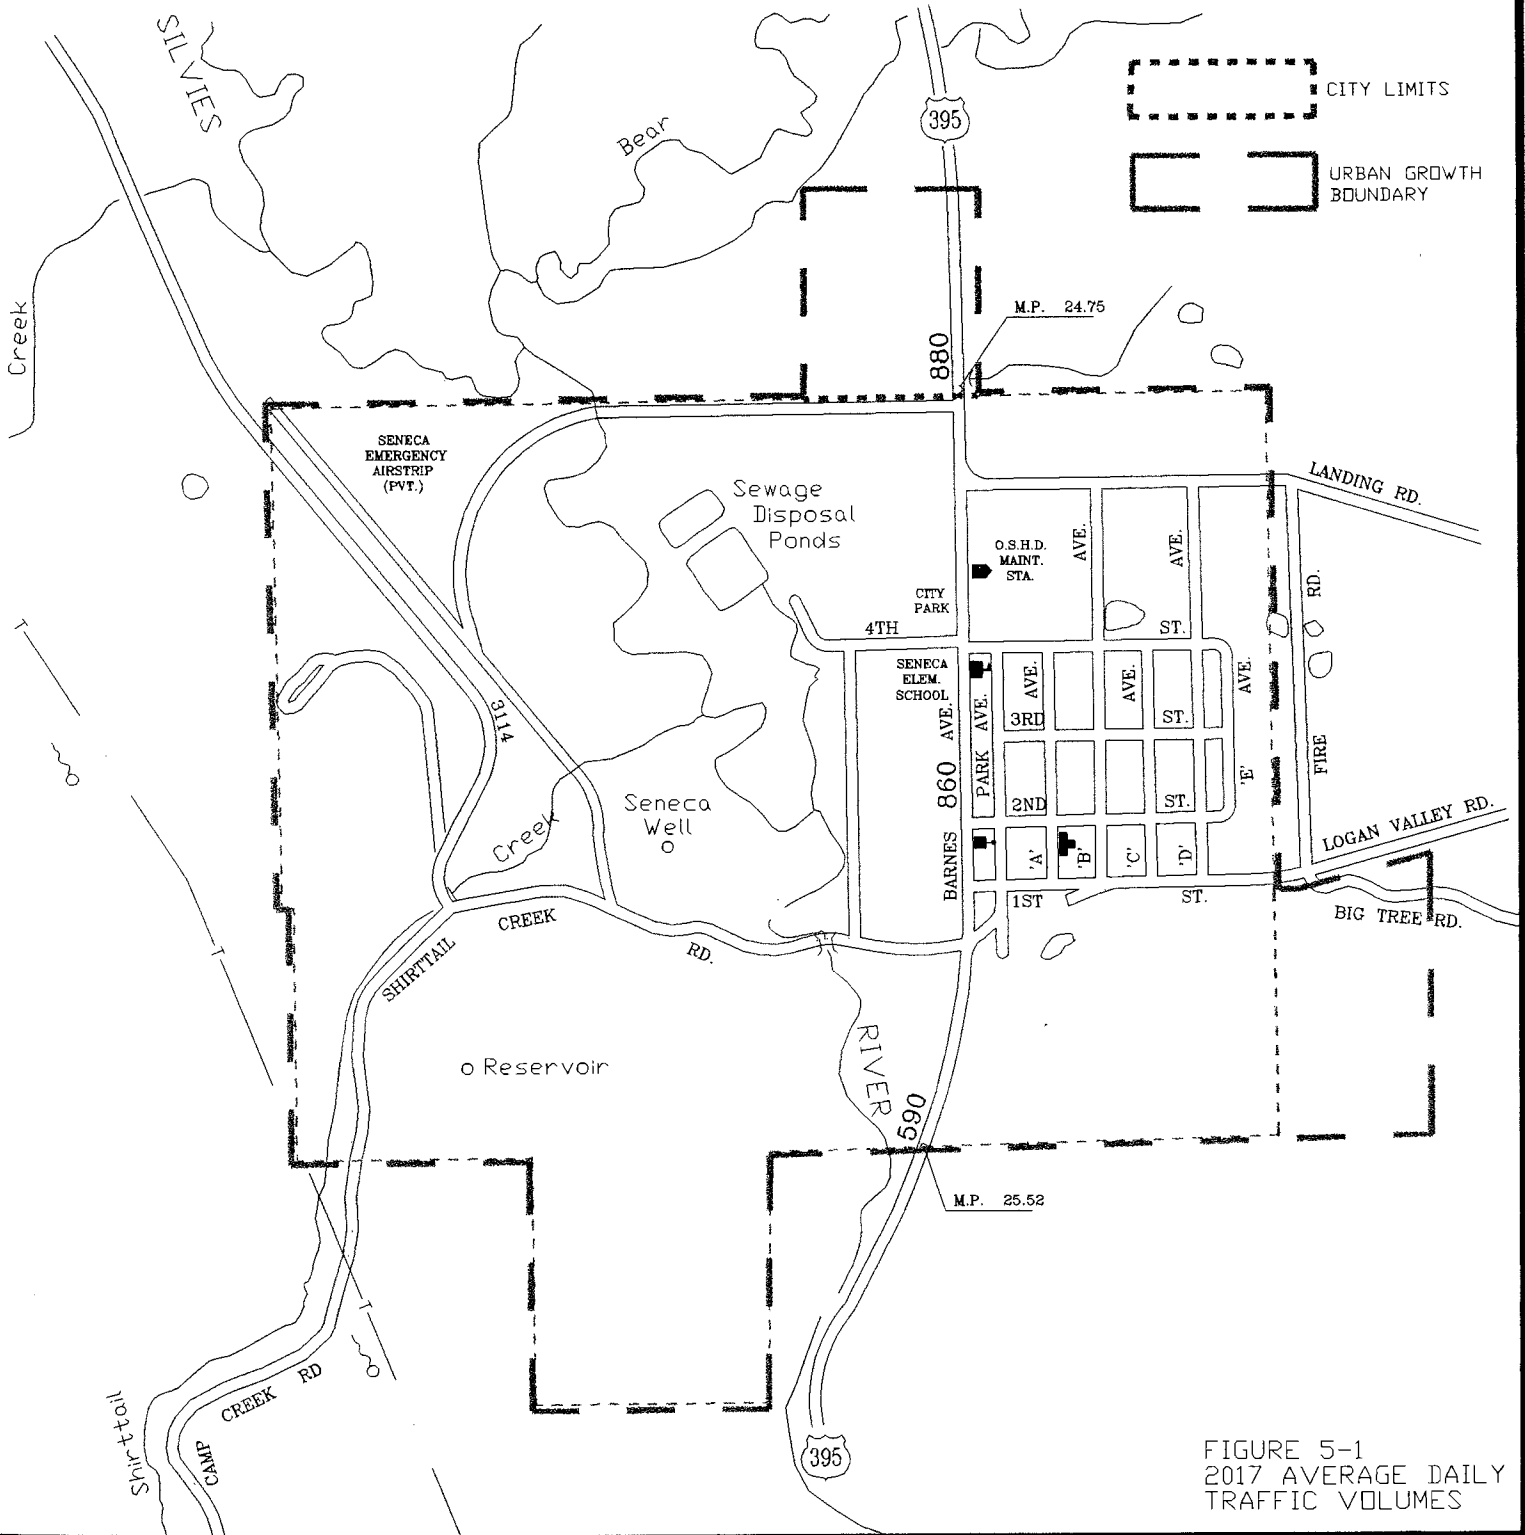 SILVIES
395
CITY LIMITS
Bear
URBAN GROWTH
BOUNDARY
Creek
M.P. 24.75
880
SENECA
EMERGENCY
AIRSTRIP
(PVT.)
LANDING RD.
Sewage
Disposal
Ponds
O.S.H.D.
MAINT.
STA.
AVE.
AVE.
RD.
CITY
PARK
4TH
ST.
T
SENECA
ELEM.
SCHOOL
AVE.
AVE.
AVE.
AVE.
AVE.
3RD
ST.
3114
FIRE
PARK
860
'E'
2ND
ST.
Seneca
Well
LOGAN VALLEY RD.
Creek
BARNES
'A'
'B'
'C'
'D'
1ST
ST.
CREEK
BIG TREE RD.
RD.
T
SHIRTTAIL
RIVER
Reservoir
590
M.P. 25.52
T
RD
CREEK
CAMP
Shirttail
395
FIGURE 5-1
2017 AVERAGE DAILY
TRAFFIC VOLUMES